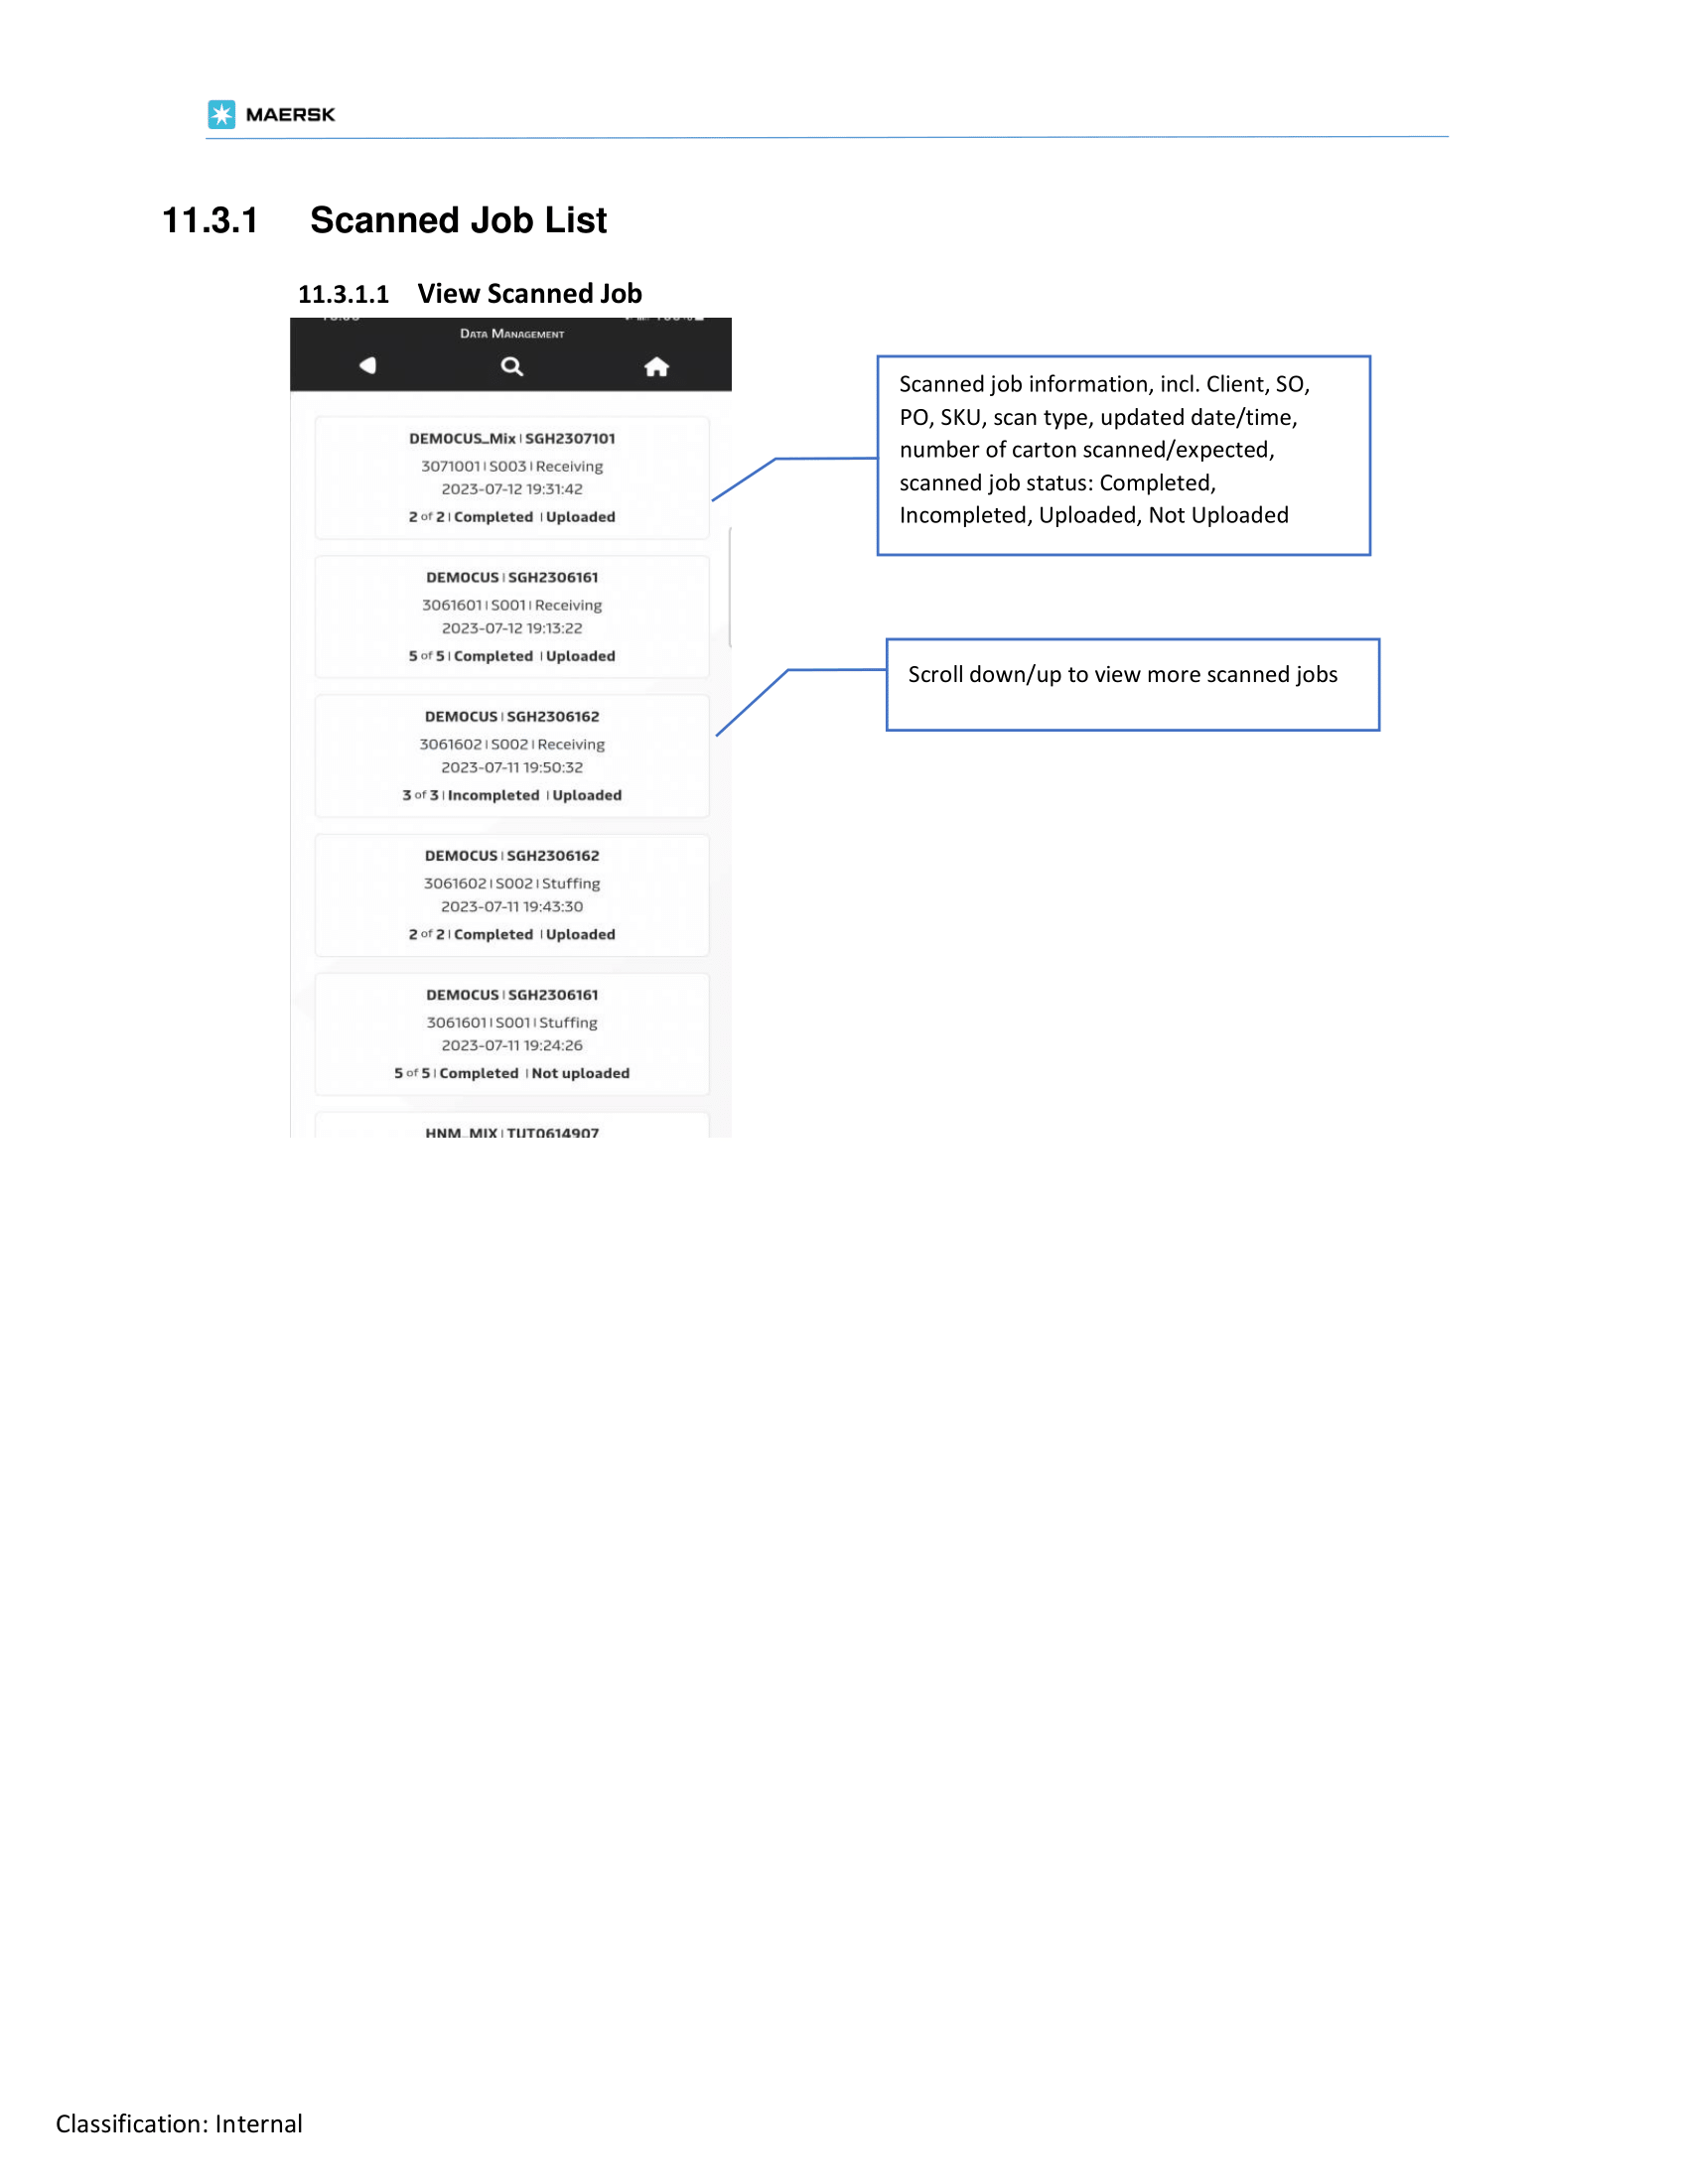 MAERSK
11.3.1 Scanned Job List
11.3.1.1 View Scanned Job
DATA MANAGEMENT
DEMOCUS_Mix | SGH2307101
3071001 | S003 | Receiving
2023-07-12 19:31:42
2 of 2 | Completed | Uploaded
DEMOCUS | SGH2306161
3061601 | S001 | Receiving
2023-07-12 19:13:22
5 of 5 | Completed | Uploaded
DEMOCUS | SGH2306162
3061602 | S002 | Receiving
2023-07-11 19:50:32
3 of 3 | Incompleted | Uploaded
DEMOCUS | SGH2306162
3061602 | S002 | Stuffing
2023-07-11 19:43:30
2 of 2 | Completed | Uploaded
DEMOCUS | SGH2306161
3061601 | S001 | Stuffing
2023-07-11 19:24:26
5 of 5 | Completed | Not uploaded
HNM_MIX | TUT0614907
Scanned job information, incl. Client, SO,
PO, SKU, scan type, updated date/time,
number of carton scanned/expected,
scanned job status: Completed,
Incompleted, Uploaded, Not Uploaded
Scroll down/up to view more scanned jobs
Classification: Internal